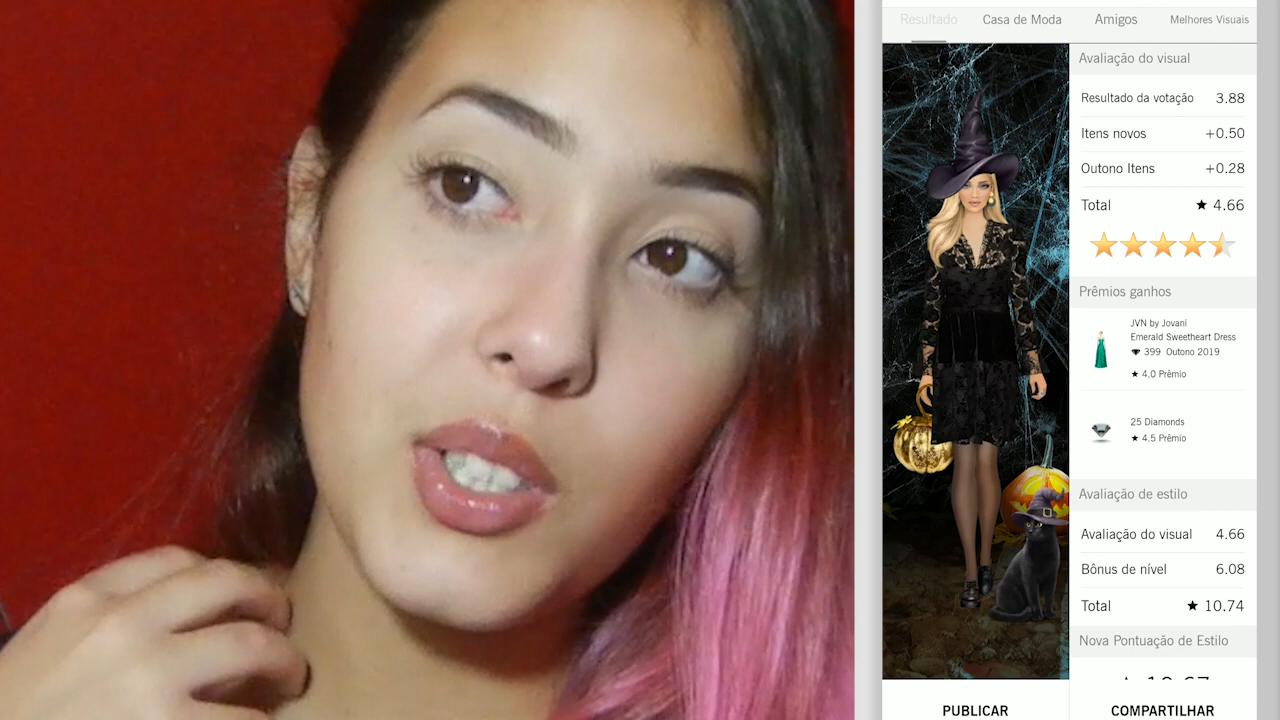 Resultado Casa de Moda Amigos Melhores Visuais
Avaliação do visual
Resultado da votação 3.88
Itens novos +0.50
Outono Itens +0.28
Total ★ 4.66
Prêmios ganhos
JVN by Jovani
Emerald Sweetheart Dress
399 Outono 2019
★ 4.0 Prêmio
25 Diamonds
★ 4.5 Prêmio
Avaliação de estilo
Avaliação do visual 4.66
Bônus de nível 6.08
Total ★ 10.74
Nova Pontuação de Estilo
PUBLICAR COMPARTILHAR